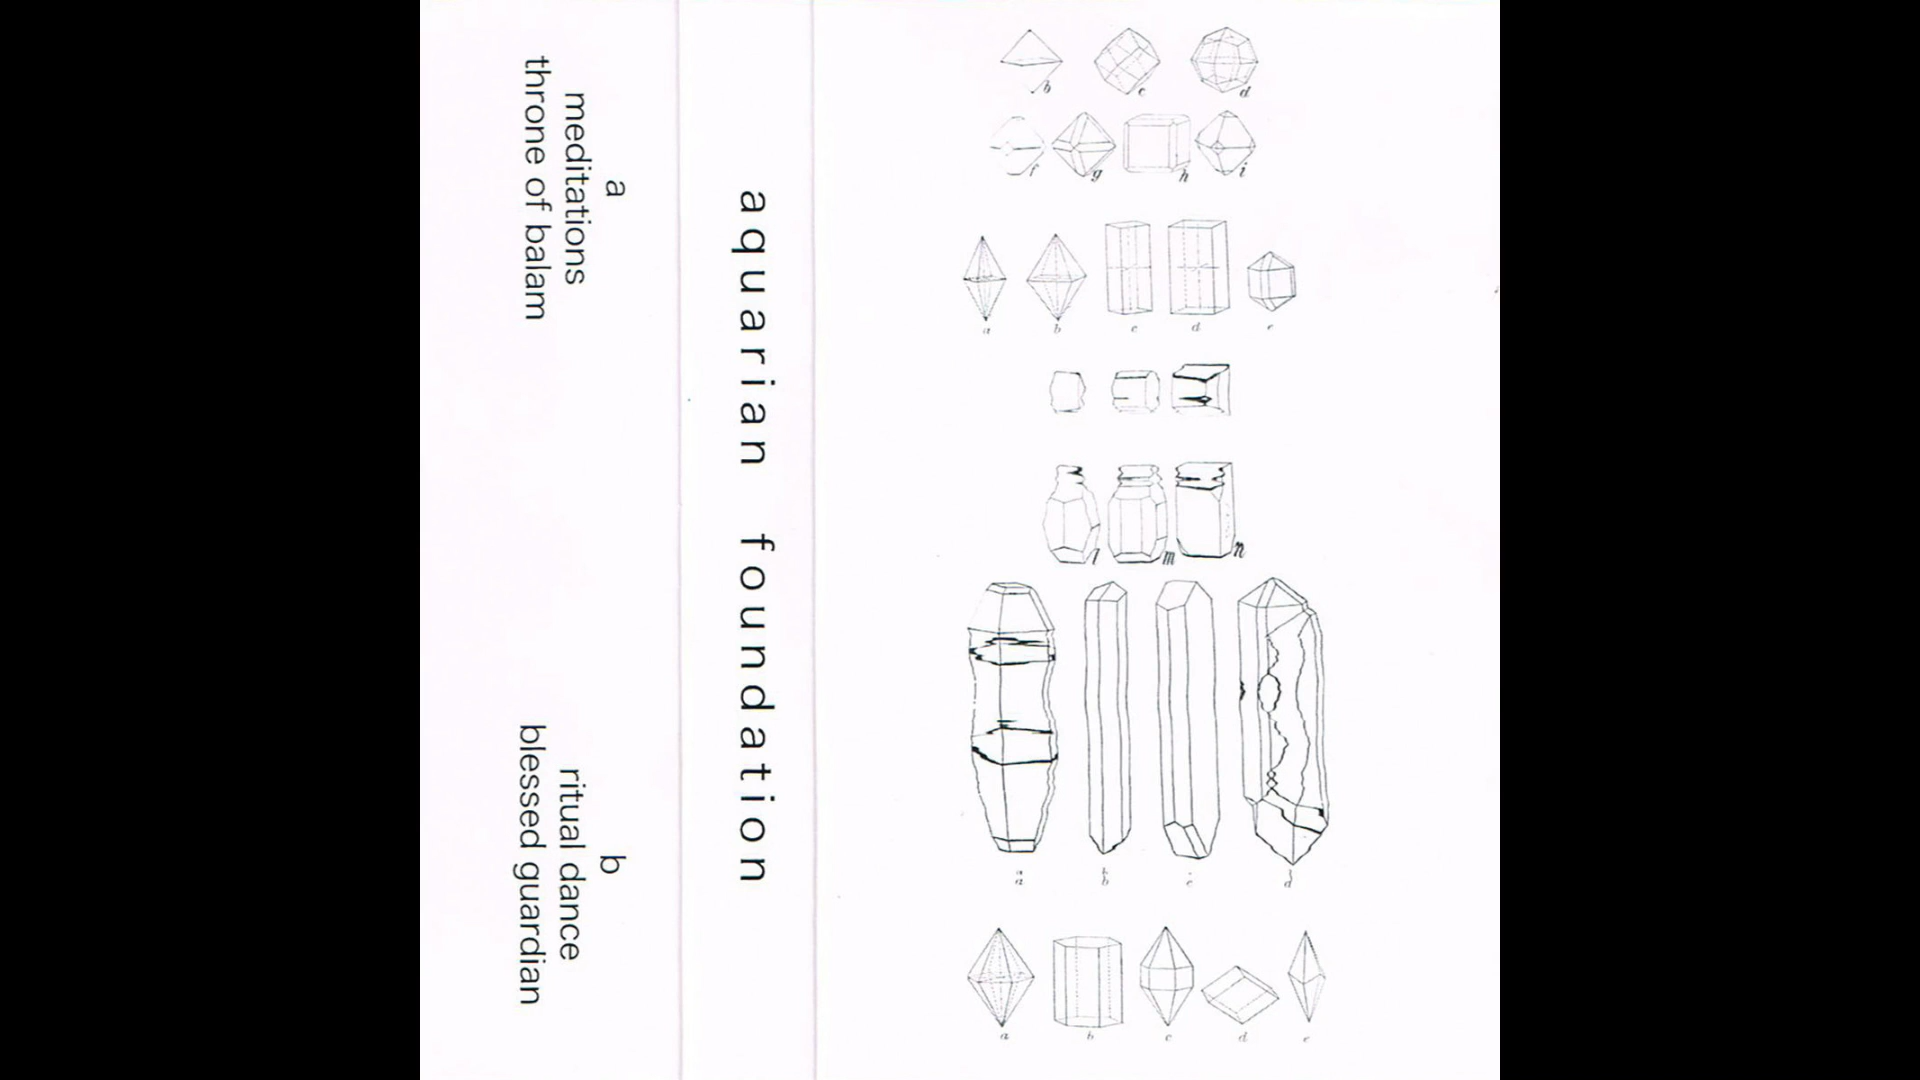 a
meditations
throne of balam
b
ritual dance
blessed guardian
aquarian foundation
b c d
f g h i
a b c d e
l m n
a b c d
a b c d e